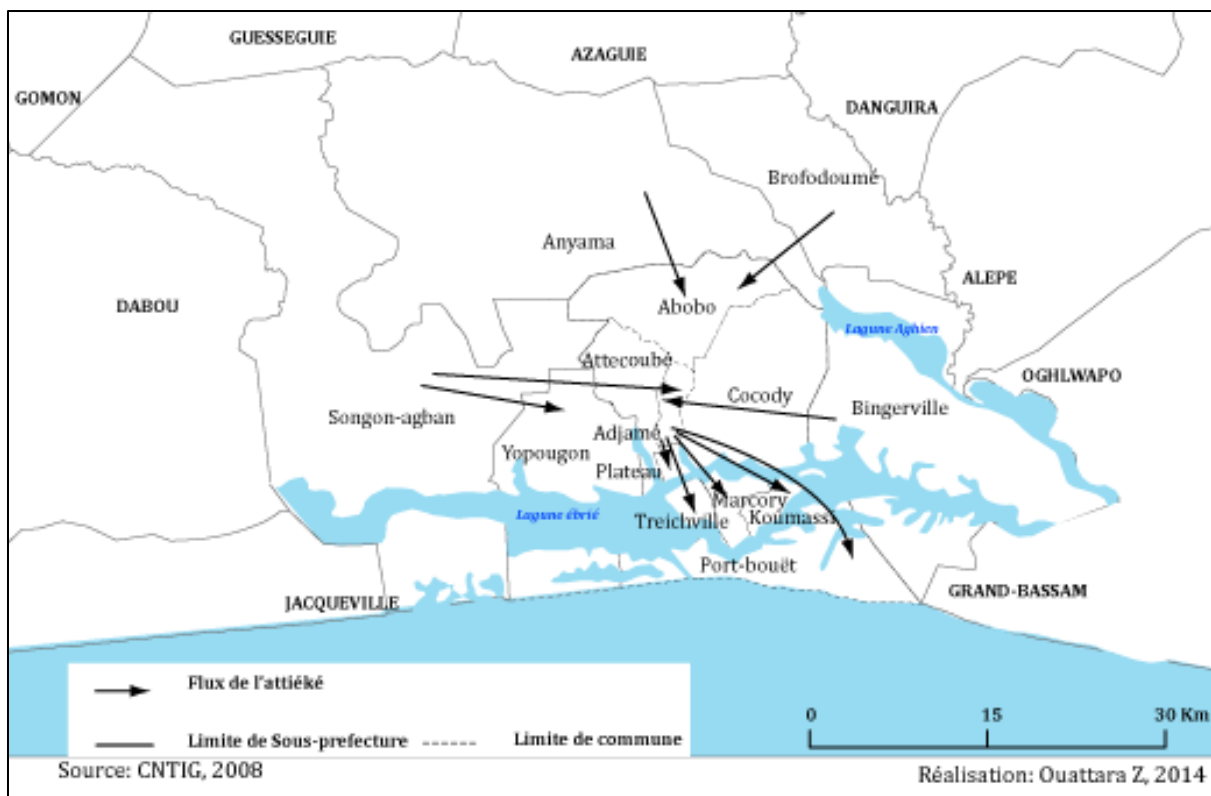 GUESSEGUIE
AZAGUIE
GOMON
DANGUIRA
Brofodoumé
Anyama
ALEPE
DABOU
Abobo
Lagune Aghien
Attecoubé
OGHLWAPO
Cocody
Bingerville
Songon-agban
Adjamé
Yopougon
Plateau
Marcory
Lagune ébrié
Treichville
Koumassi
Port-bouët
GRAND-BASSAM
JACQUEVILLE
Flux de l'attiéké
0 15 30 Km
Limite de Sous-prefecture Limite de commune
Source: CNTIG, 2008
Réalisation: Ouattara Z, 2014